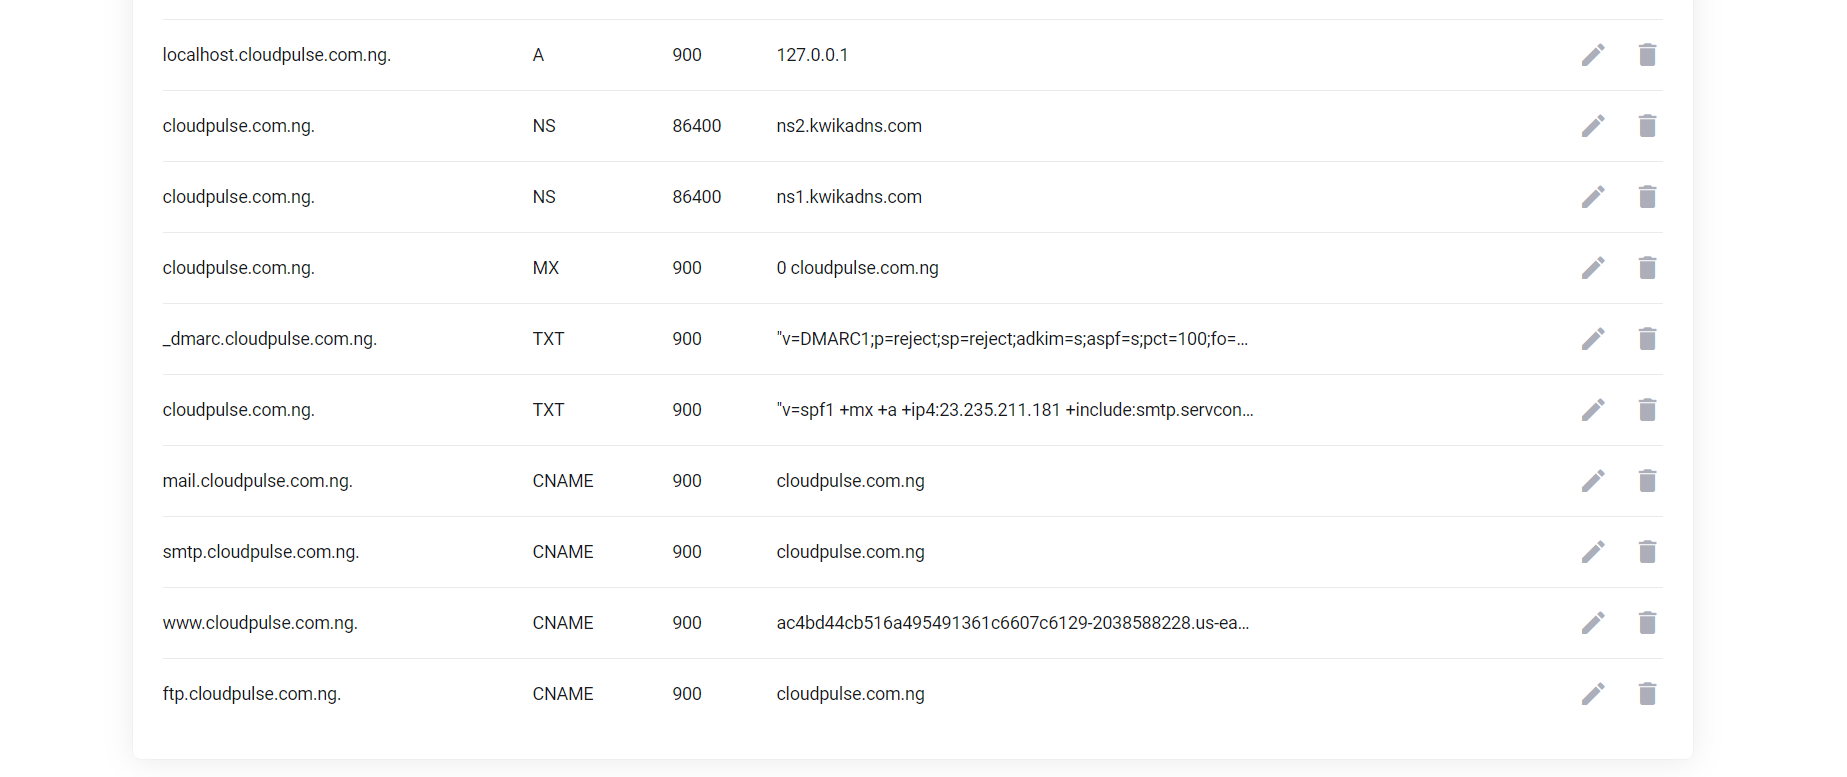 localhost.cloudpulse.com.ng. A 900 127.0.0.1
cloudpulse.com.ng. NS 86400 ns2.kwikadns.com
cloudpulse.com.ng. NS 86400 ns1.kwikadns.com
cloudpulse.com.ng. MX 900 0 cloudpulse.com.ng
_dmarc.cloudpulse.com.ng. TXT 900 "v=DMARC1;p=reject;sp=reject;adkim=s;aspf=s;pct=100;fo=...
cloudpulse.com.ng. TXT 900 "v=spf1 +mx +a +ip4:23.235.211.181 +include:smtp.servcon...
mail.cloudpulse.com.ng. CNAME 900 cloudpulse.com.ng
smtp.cloudpulse.com.ng. CNAME 900 cloudpulse.com.ng
www.cloudpulse.com.ng. CNAME 900 ac4bd44cb516a495491361c6607c6129-2038588228.us-ea...
ftp.cloudpulse.com.ng. CNAME 900 cloudpulse.com.ng